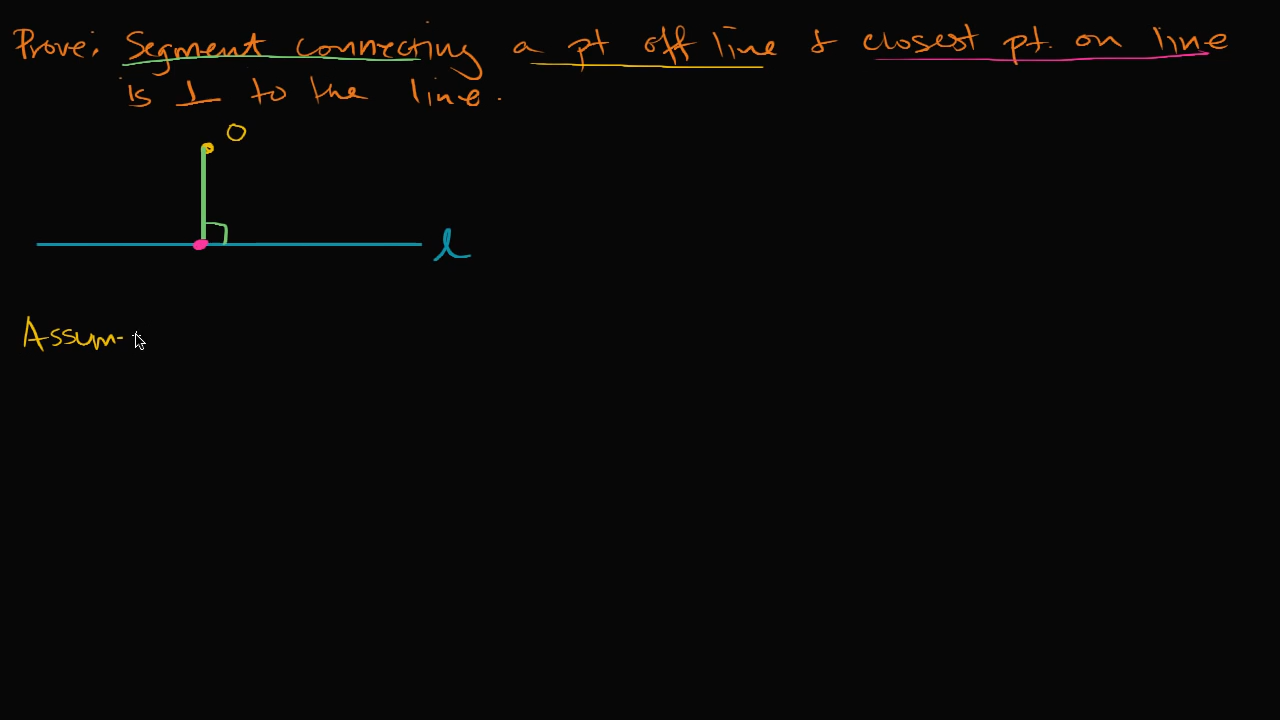 Prove: Segment connecting a pt off line & closest pt. on line
is ⊥ to the line.
O
l
Assum